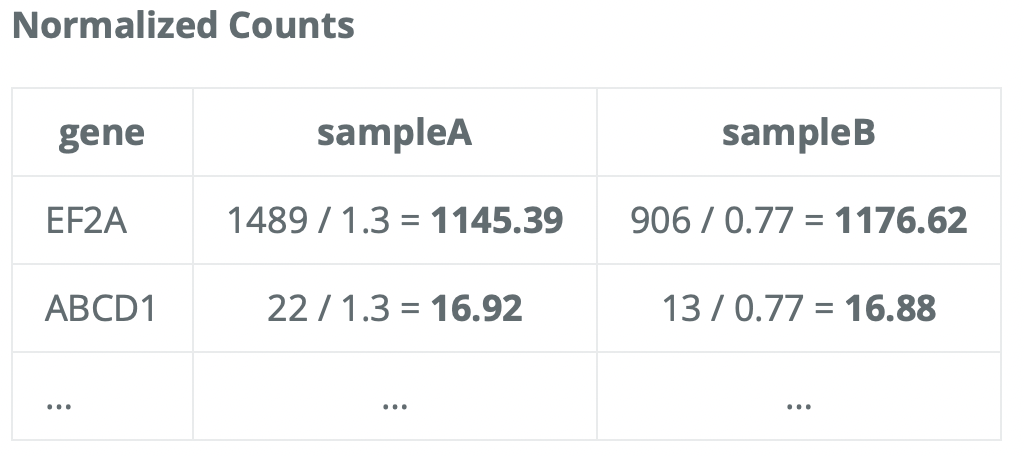 Normalized Counts
gene sampleA sampleB
EF2A 1489 / 1.3 = 1145.39 906 / 0.77 = 1176.62
ABCD1 22 / 1.3 = 16.92 13 / 0.77 = 16.88
... ... ...